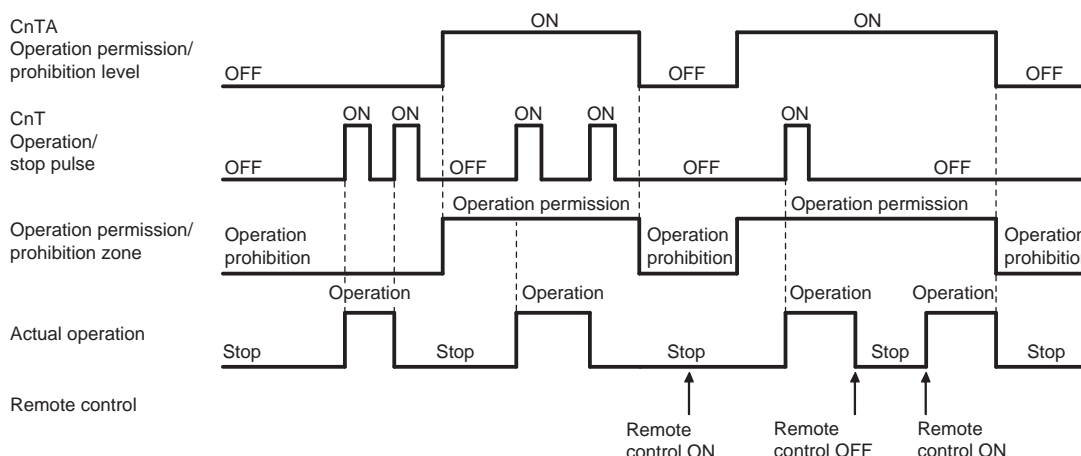 CnTA
Operation permission/
prohibition level
OFF
ON
OFF
ON
OFF
CnT
Operation/
stop pulse
OFF
ON
ON
OFF
ON
ON
OFF
ON
OFF
Operation permission/
prohibition zone
Operation
prohibition
Operation permission
Operation
prohibition
Operation permission
Operation
prohibition
Actual operation
Stop
Operation
Stop
Operation
Stop
Operation
Stop
Operation
Stop
Remote control
Remote
control ON
Remote
control OFF
Remote
control ON